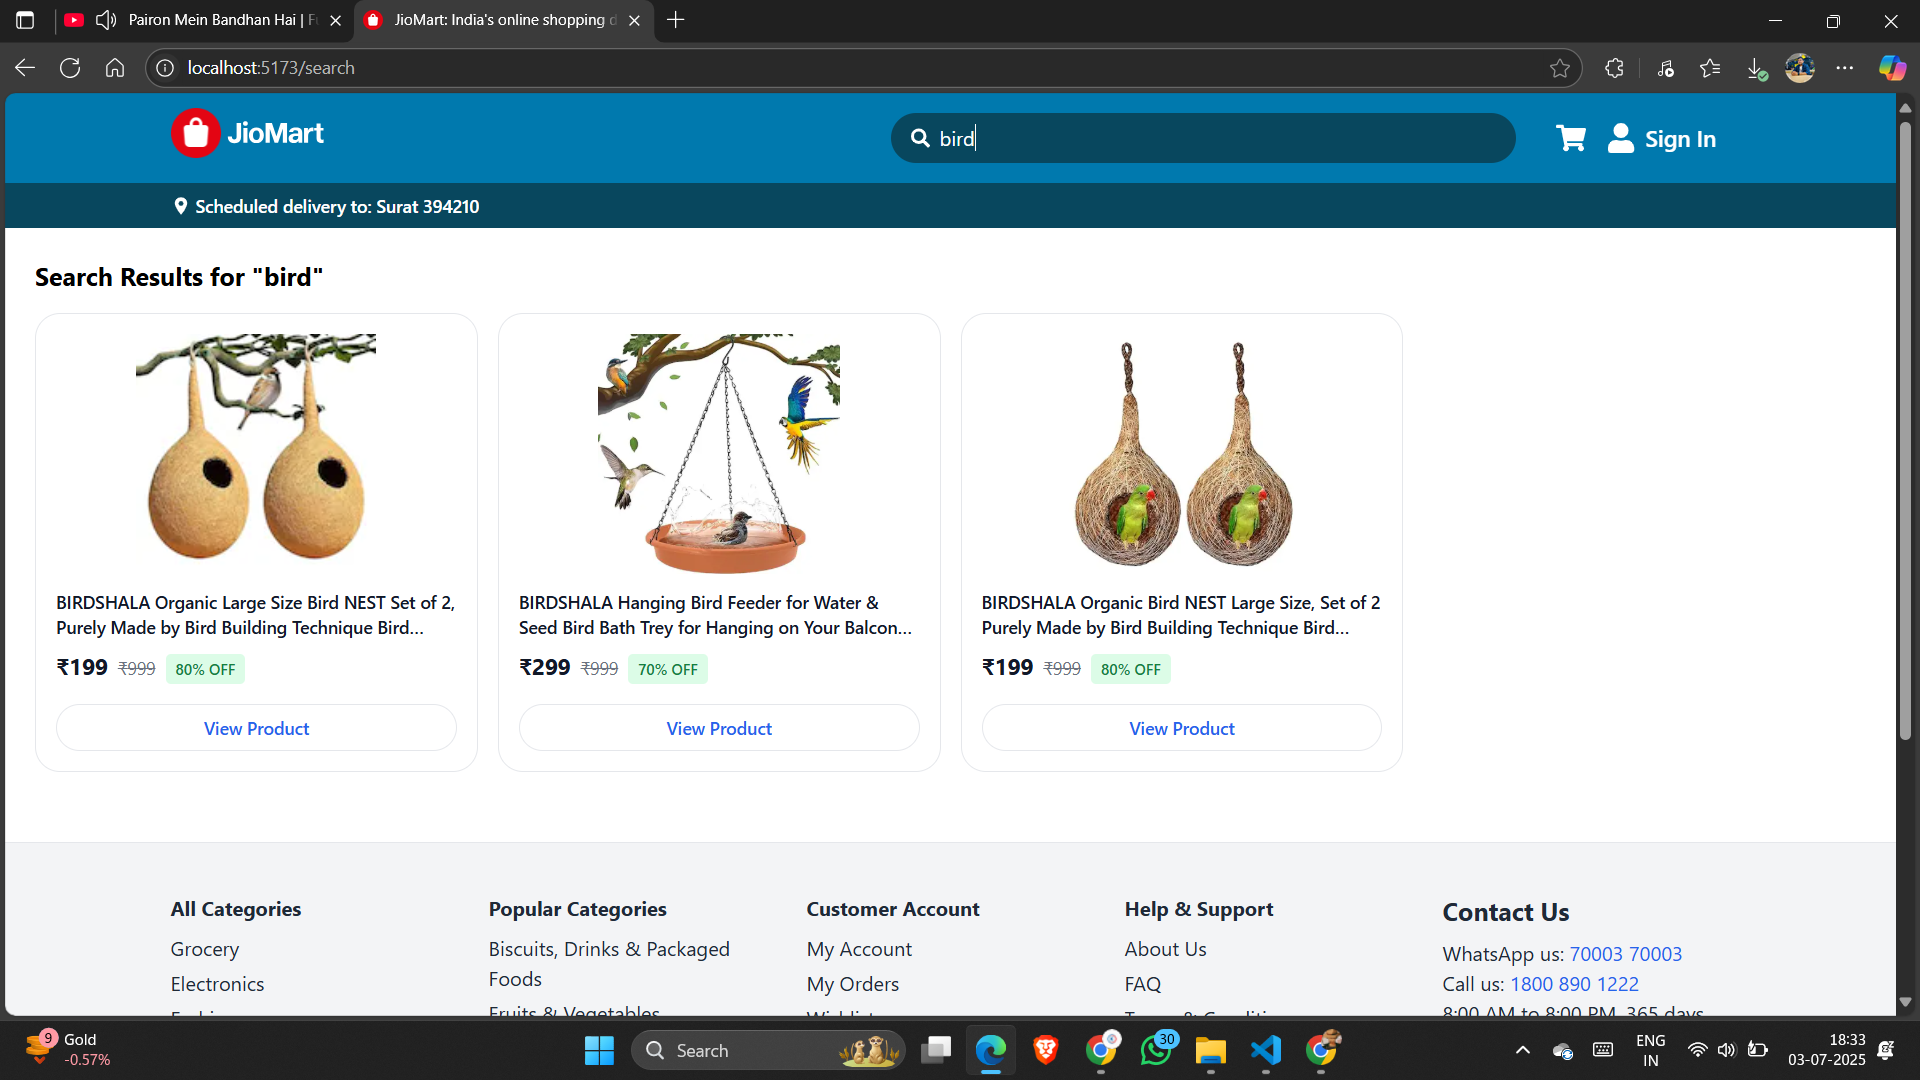 Pairon Mein Bandhan Hai | F
JioMart: India's online shopping d
localhost:5173/search
JioMart
bird
Sign In
Scheduled delivery to: Surat 394210
Search Results for "bird"
BIRDSHALA Organic Large Size Bird NEST Set of 2,
Purely Made by Bird Building Technique Bird...
₹199 ₹999 80% OFF
View Product
BIRDSHALA Hanging Bird Feeder for Water &
Seed Bird Bath Trey for Hanging on Your Balcon...
₹299 ₹999 70% OFF
View Product
BIRDSHALA Organic Bird NEST Large Size, Set of 2
Purely Made by Bird Building Technique Bird...
₹199 ₹999 80% OFF
View Product
All Categories
Grocery
Electronics
Popular Categories
Biscuits, Drinks & Packaged
Foods
Fruits & Vegetables
Customer Account
My Account
My Orders
Wishlist
Help & Support
About Us
FAQ
Contact Us
WhatsApp us: 70003 70003
Call us: 1800 890 1222
8:00 AM to 8:00 PM, 365 days
9
Gold
-0.57%
Search
30
ENG
IN
18:33
03-07-2025